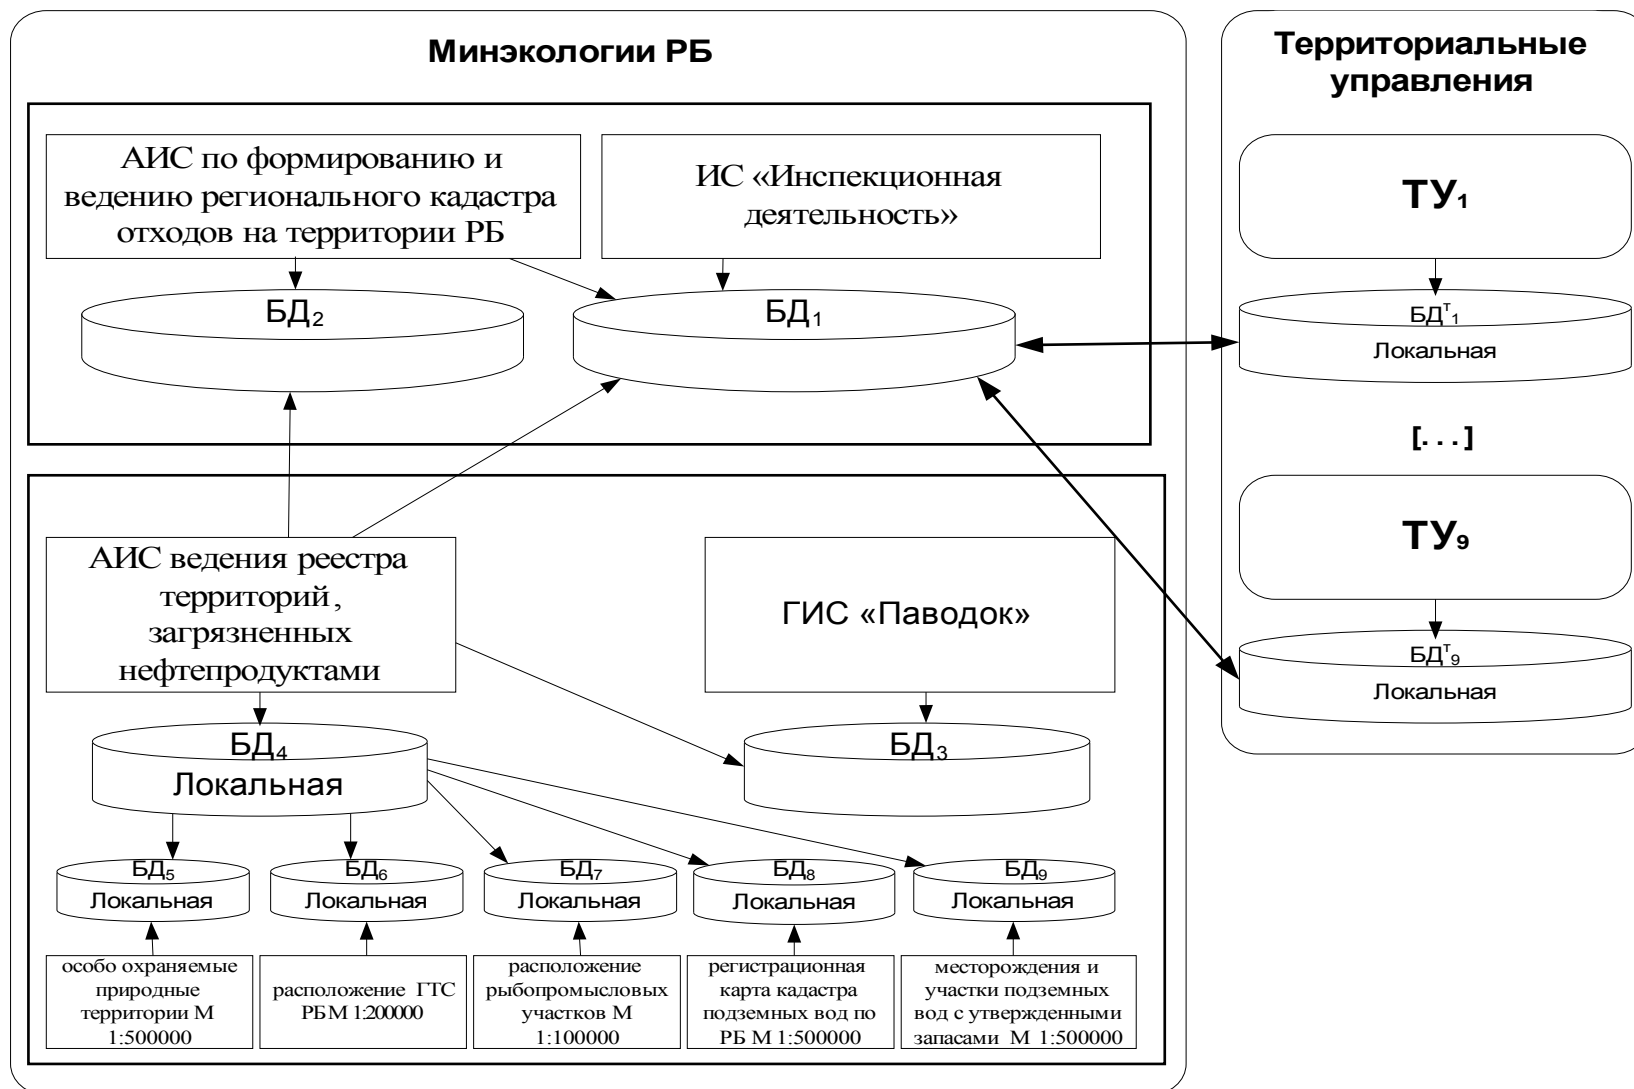 Минэкологии РБ
Территориальные
управления
АИС по формированию и
ведению регионального кадастра
отходов на территории РБ
ИС «Инспекционная
деятельность»
БД₂
БД₁
ТУ₁
БДᵀ₁
Локальная
[...]
ТУ₉
БДᵀ₉
Локальная
АИС ведения реестра
территорий,
загрязненных
нефтепродуктами
ГИС «Паводок»
БД₄
Локальная
БД₃
БД₅
Локальная
БД₆
Локальная
БД₇
Локальная
БД₈
Локальная
БД₉
Локальная
особо охраняемые
природные
территории М
1:500000
расположение ГТС
РБ М 1:200000
расположение
рыбопромысловых
участков М
1:100000
регистрационная
карта кадастра
подземных вод по
РБ М 1:500000
месторождения и
участки подземных
вод с утвержденными
запасами М 1:500000